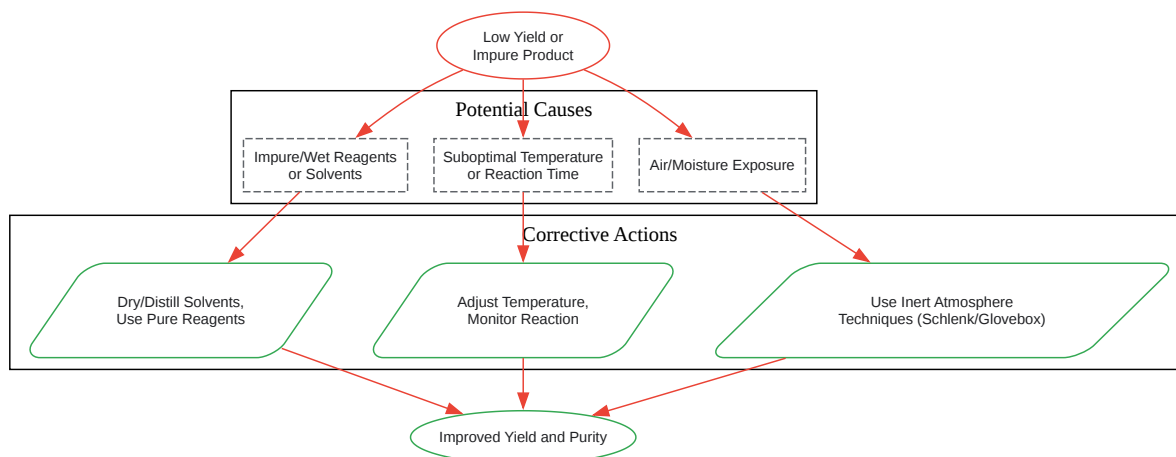 Low Yield or
Impure Product
Potential Causes
Impure/Wet Reagents
or Solvents
Suboptimal Temperature
or Reaction Time
Air/Moisture Exposure
Corrective Actions
Dry/Distill Solvents,
Use Pure Reagents
Adjust Temperature,
Monitor Reaction
Use Inert Atmosphere
Techniques (Schlenk/Glovebox)
Improved Yield and Purity